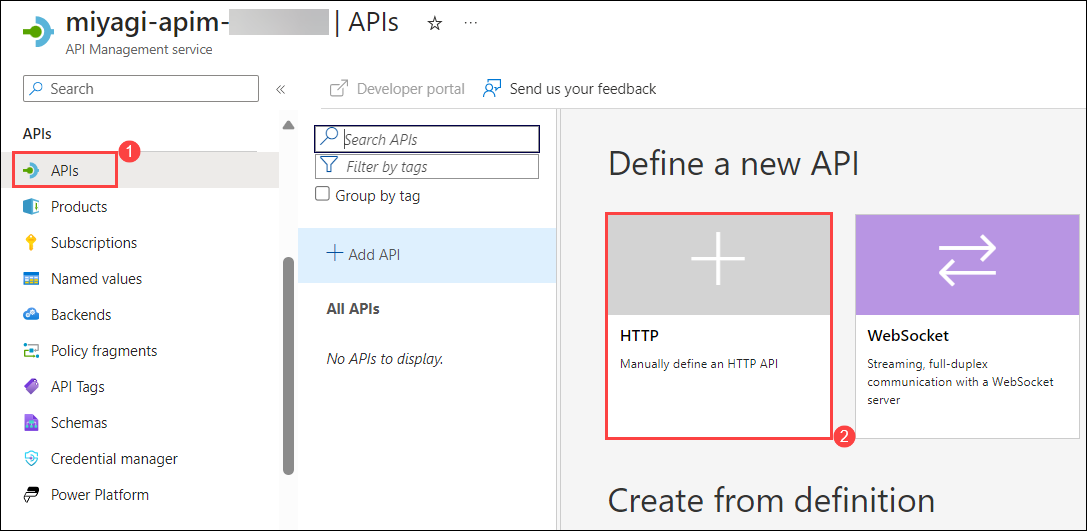 miyagi-apim- | APIs
API Management service
Search
«
Developer portal
Send us your feedback
APIs
1
APIs
Products
Subscriptions
Named values
Backends
Policy fragments
API Tags
Schemas
Credential manager
Power Platform
Search APIs
Filter by tags
Group by tag
+ Add API
All APIs
No APIs to display.
Define a new API
HTTP
Manually define an HTTP API
2
WebSocket
Streaming, full-duplex
communication with a WebSocket
server
Create from definition